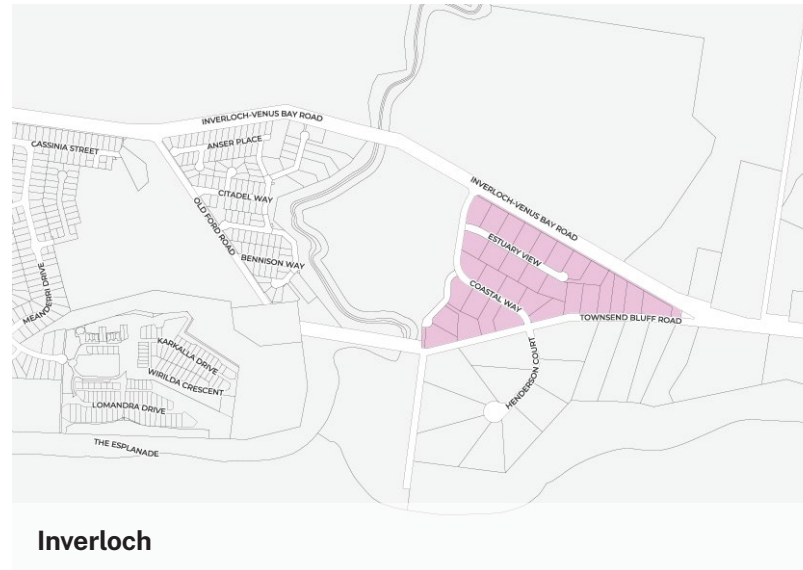 INVERLOCH-VENUS BAY ROAD
CASSINIA STREET
ANSER PLACE
CITADEL WAY
OLD FORD ROAD
BENNISON WAY
MEANDERRI DRIVE
INVERLOCH-VENUS BAY ROAD
ESTUARY VIEW
COASTAL WAY
TOWNSEND BLUFF ROAD
HENDERSON COURT
KARKALLA DRIVE
WIRILDA CRESCENT
LOMANDRA DRIVE
THE ESPLANADE
Inverloch